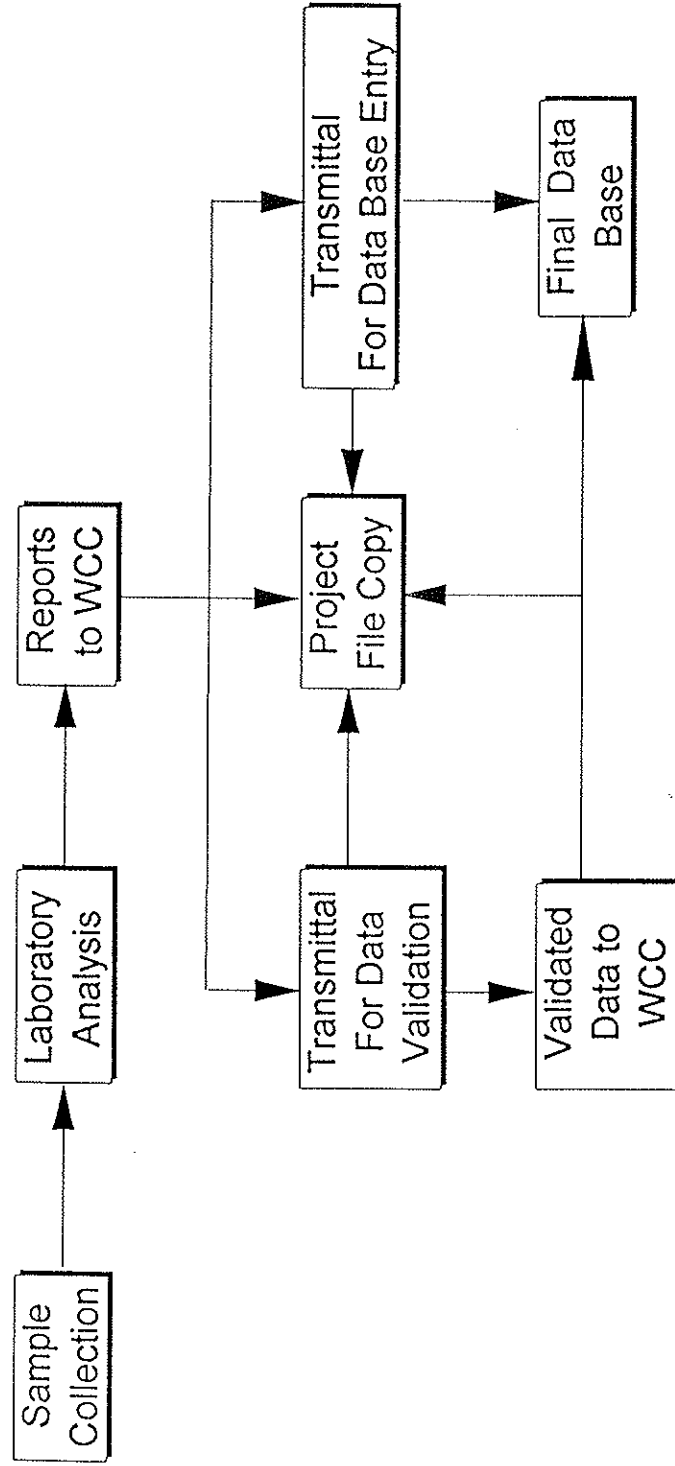 Sample
Collection
Laboratory
Analysis
Reports
to WCC
Transmittal
For Data
Validation
Project
File Copy
Transmittal
For Data Base Entry
Validated
Data to
WCC
Final Data
Base